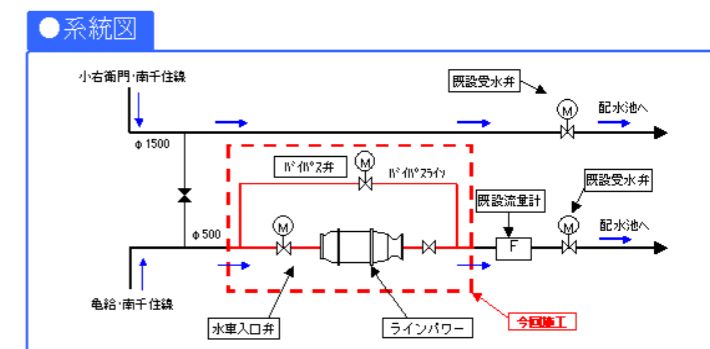 ●系統図
小右衛門・南千住線
既設受水弁
M
配水池へ
φ1500
バイパス弁
M
バイパスライン
既設受水弁
既設流量計
φ500
M
F
M
配水池へ
亀給・南千住線
水車入口弁
ラインパワー
今回施工